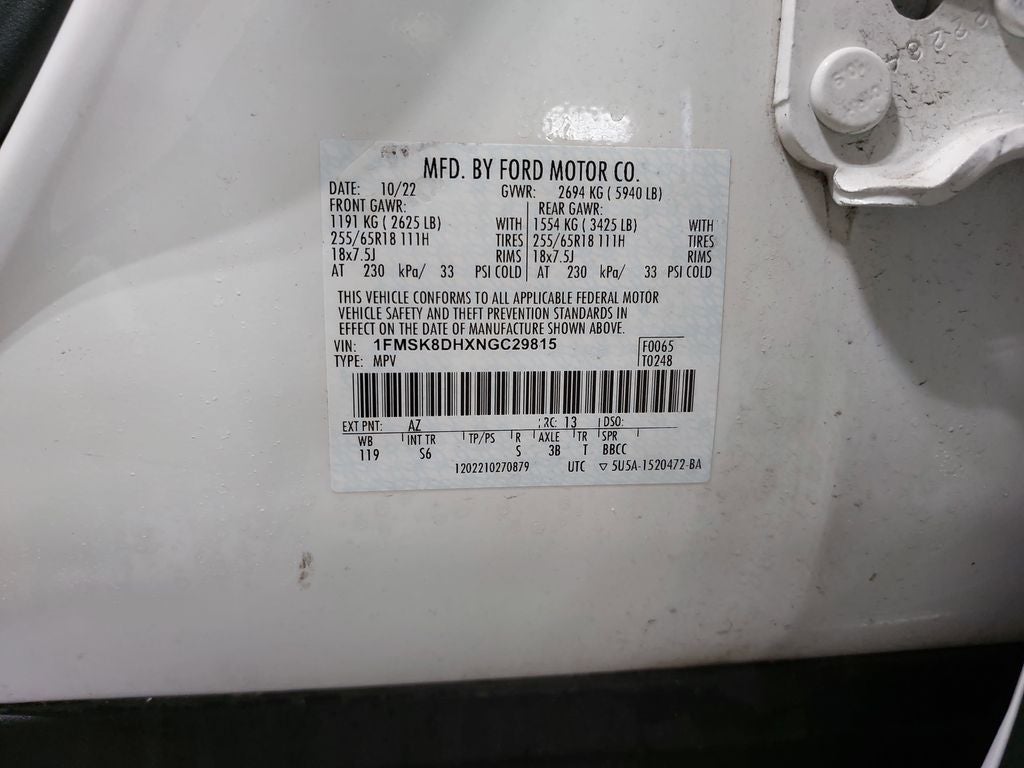 MFD. BY FORD MOTOR CO.
DATE: 10/22 GVWR: 2694 KG ( 5940 LB)
FRONT GAWR: REAR GAWR:
1191 KG ( 2625 LB) WITH 1554 KG ( 3425 LB) WITH
255/65R18 111H TIRES 255/65R18 111H TIRES
18x7.5J RIMS 18x7.5J RIMS
AT 230 kPa/ 33 PSI COLD AT 230 kPa/ 33 PSI COLD
THIS VEHICLE CONFORMS TO ALL APPLICABLE FEDERAL MOTOR
VEHICLE SAFETY AND THEFT PREVENTION STANDARDS IN
EFFECT ON THE DATE OF MANUFACTURE SHOWN ABOVE.
VIN: 1FMSK8DHXNGC29815 F0065
TYPE: MPV T0248
EXT PNT: AZ RC: 13 DSO:
WB INT TR TP/PS R AXLE TR SPR
119 S6 S 3B T BBCC
1202210270879 UTC ▽ 5U5A-1520472-BA